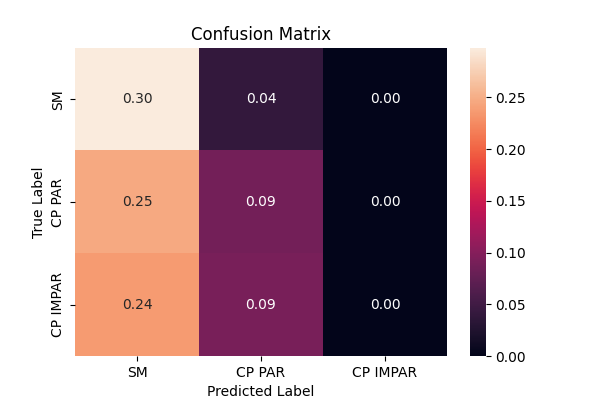 Confusion Matrix
True Label
SM
0.30 0.04 0.00
CP PAR
0.25 0.09 0.00
CP IMPAR
0.24 0.09 0.00
SM CP PAR CP IMPAR
Predicted Label
0.25
0.20
0.15
0.10
0.05
0.00